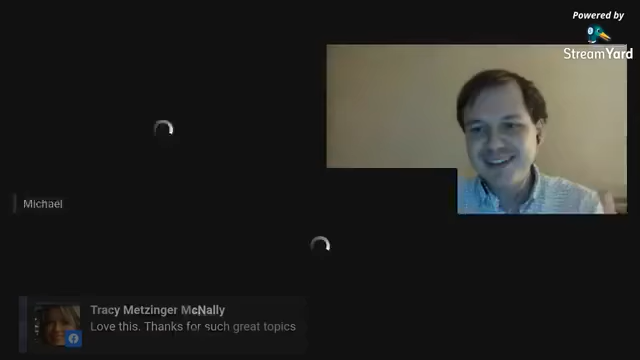 Powered by
StreamYard
Michael
Tracy Metzinger McNally
Love this. Thanks for such great topics